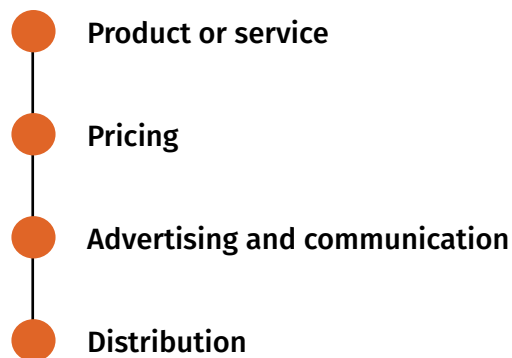 Product or service
Pricing
Advertising and communication
Distribution